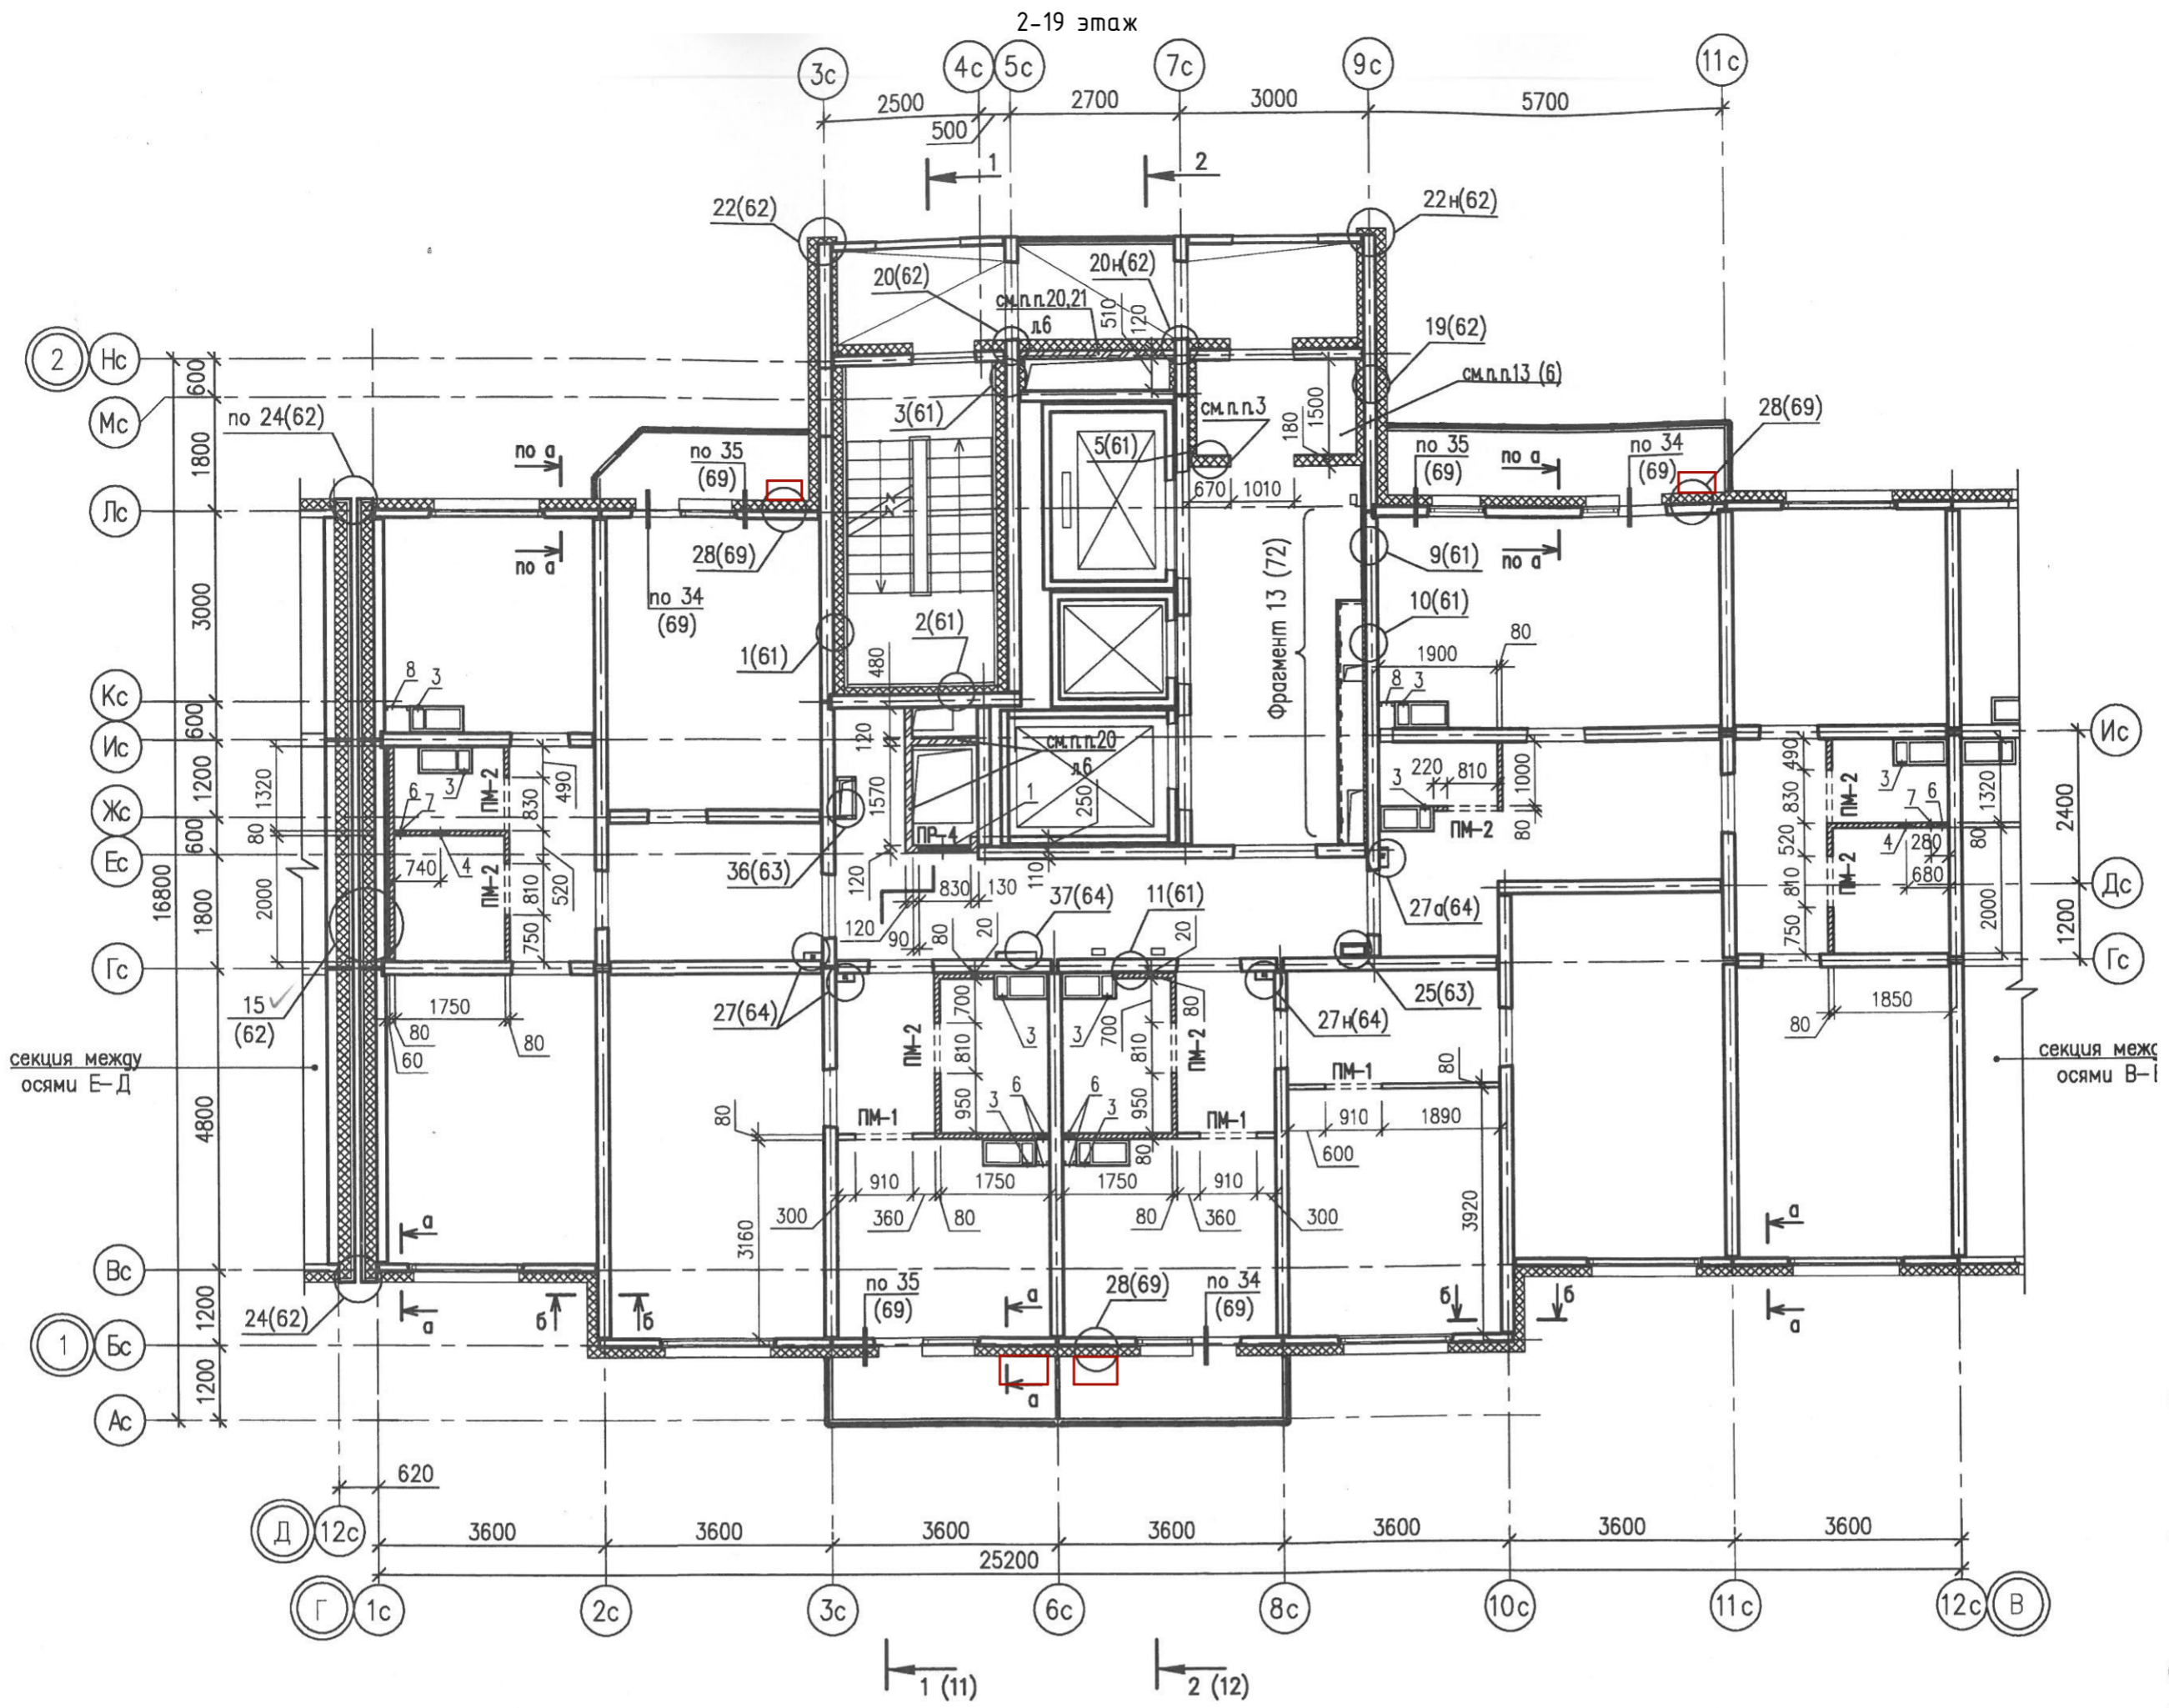 2-19 этаж
3с
4с
5с
7с
9с
11с
2500
500
2700
3000
5700
1
2
22(62)
22н(62)
20(62)
20н(62)
см.п.п.20,21
л.6
510
120
19(62)
2
Нс
600
Мс
по 24(62)
1800
3(61)
см.п.п.3
см.п.п.13 (6)
28(69)
180
1500
5(61)
по а
по 35
(69)
по 35
(69)
по а
по 34
(69)
Лс
670
1010
по а
28(69)
9(61)
по а
3000
по 34
(69)
1(61)
2(61)
480
Фрагмент 13 (72)
10(61)
80
1900
8
3
8
3
Кс
600
Ис
Ис
120
см.п.п.20
л.6
1200
1320
3
ПМ-2
490
6
7
830
1570
1
250
220
810
1000
3
490
3
ПМ-2
6
7
830
1320
2400
Жс
600
80
ПР-4
ПМ-2
80
4
280
80
Ес
740
4
ПМ-2
36(63)
110
520
680
ПМ-2
Дс
16800
1800
2000
810
520
120
830
130
37(64)
11(61)
27а(64)
810
2000
1200
750
120
90
80
20
20
750
Гс
Гс
15
(62)
1750
80
60
80
27(64)
700
3
3
700
80
27н(64)
25(63)
1850
80
секция между
осями Е-Д
секция межд
осями В-
ПМ-2
810
810
ПМ-2
ПМ-1
80
4800
950
6
3
6
3
950
910
1890
80
ПМ-1
ПМ-1
600
80
910
1750
1750
910
300
360
80
80
360
300
3160
3920
а
а
Вс
1200
24(62)
а
б
б
по 35
(69)
а
28(69)
по 34
(69)
б
б
а
1
Бс
1200
а
Ас
620
Д
12с
3600
3600
3600
3600
3600
3600
3600
25200
Г
1с
2с
3с
6с
8с
10с
11с
12с
В
1 (11)
2 (12)